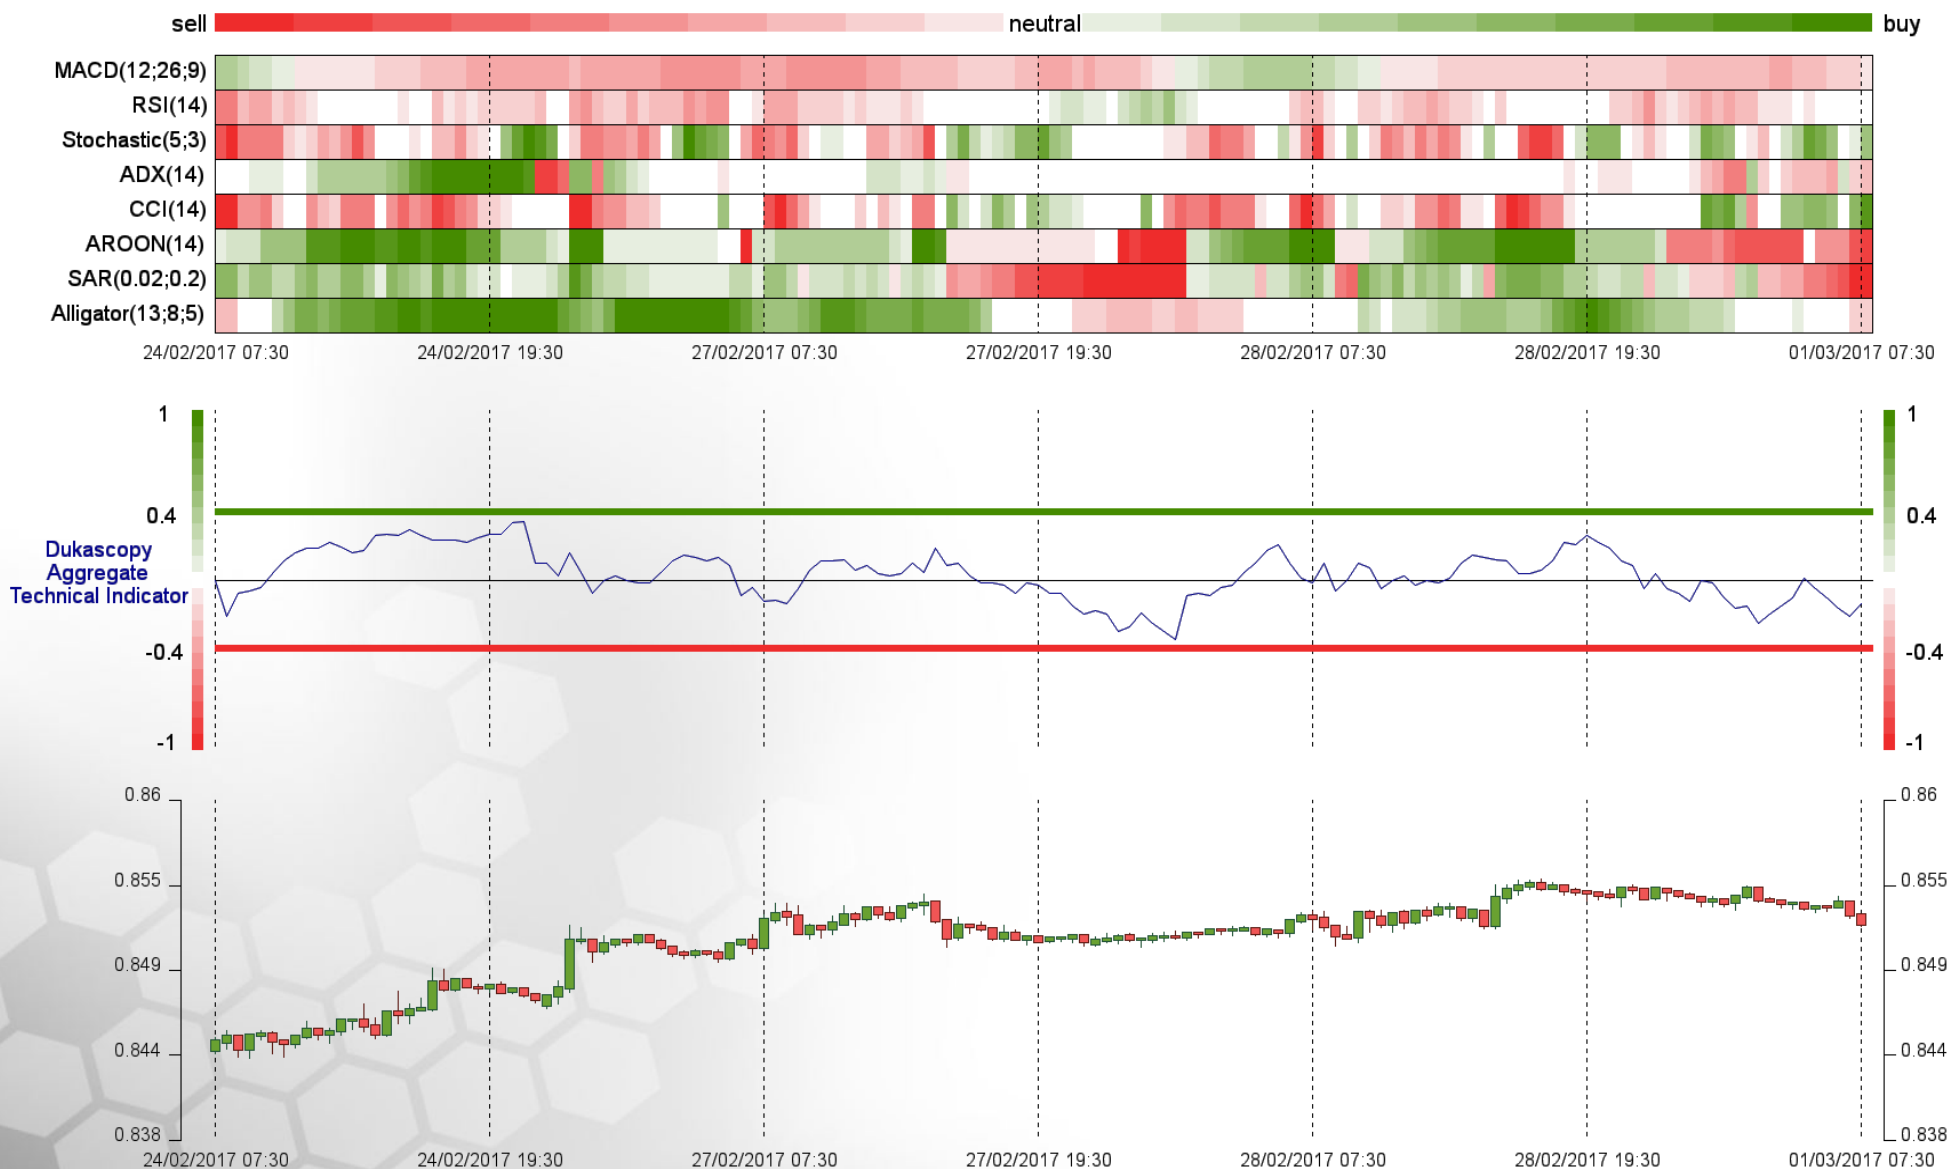 sell neutral buy
MACD(12;26;9)
RSI(14)
Stochastic(5;3)
ADX(14)
CCI(14)
AROON(14)
SAR(0.02;0.2)
Alligator(13;8;5)
24/02/2017 07:30 24/02/2017 19:30 27/02/2017 07:30 27/02/2017 19:30 28/02/2017 07:30 28/02/2017 19:30 01/03/2017 07:30
1 1
0.4 0.4
Dukascopy
Aggregate
Technical Indicator
-0.4 -0.4
-1 -1
0.86 0.86
0.855 0.855
0.849 0.849
0.844 0.844
0.838 0.838
24/02/2017 07:30 24/02/2017 19:30 27/02/2017 07:30 27/02/2017 19:30 28/02/2017 07:30 28/02/2017 19:30 01/03/2017 07:30